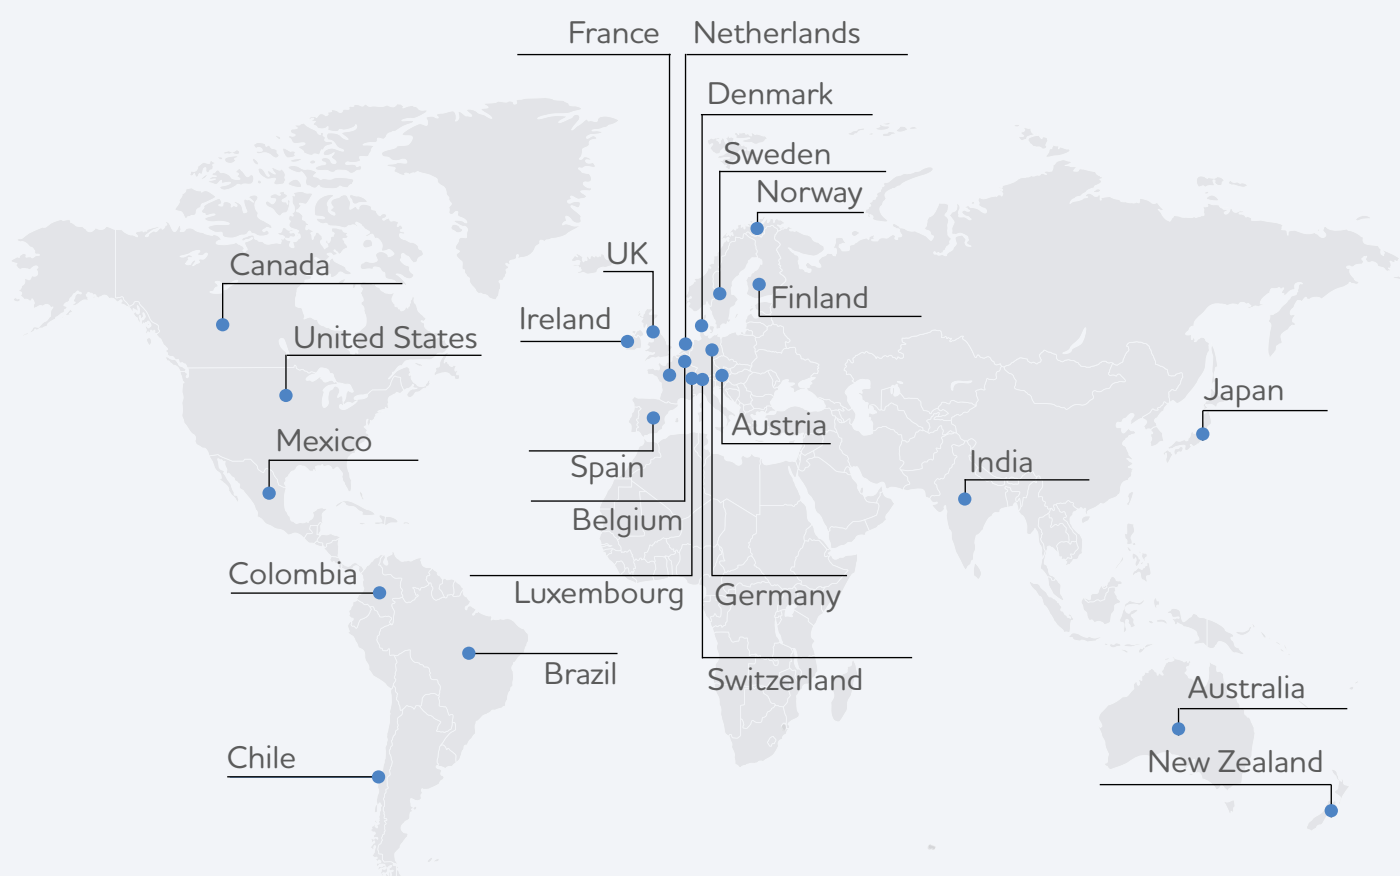 France
Netherlands
Denmark
Sweden
Norway
UK
Canada
Finland
Ireland
United States
Japan
Austria
Mexico
India
Spain
Belgium
Colombia
Luxembourg
Germany
Brazil
Switzerland
Australia
Chile
New Zealand